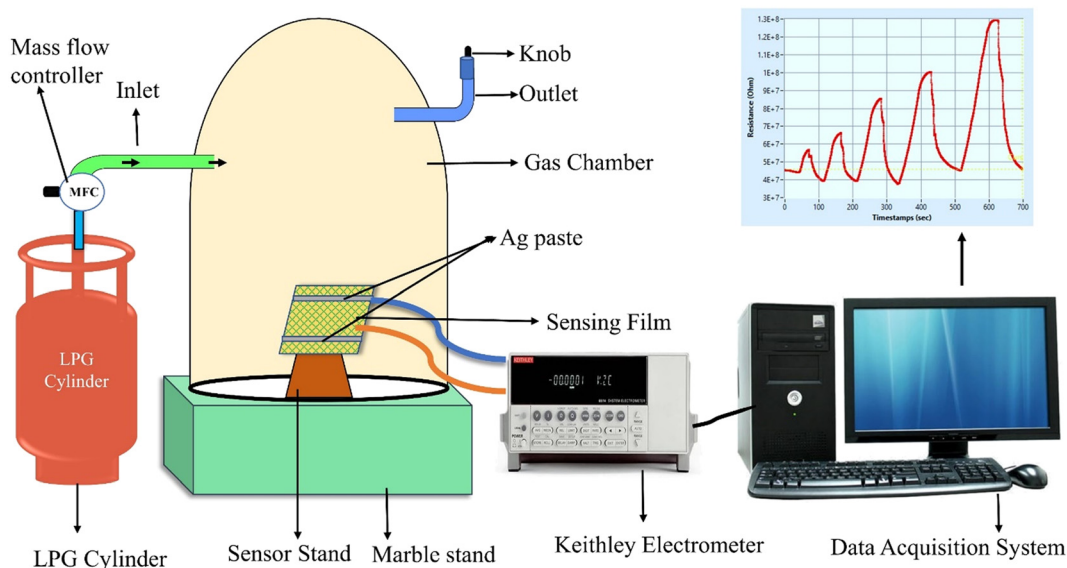 Mass flow
controller
Inlet
MFC
LPG
Cylinder
LPG Cylinder
Knob
Outlet
Gas Chamber
Ag paste
Sensing Film
Sensor Stand
Marble stand
KEITHLEY
SYSTEM ELECTROMETER
POWER
Keithley Electrometer
Resistance (Ohm)
1.3E+8
1.2E+8
1.1E+8
1E+8
9E+7
8E+7
7E+7
6E+7
5E+7
4E+7
3E+7
0 100 200 300 400 500 600 700
Timestamps (sec)
Data Acquisition System